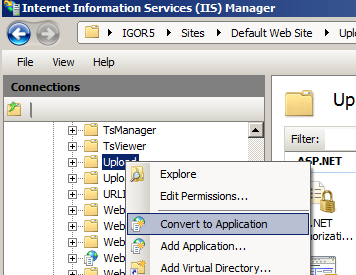 Internet Information Services (IIS) Manager
IGOR5 Sites Default Web Site Uplo
File View Help
Connections
TsManager
TsViewer
Upload
Uplo
URLI
Web
Web
Web
Web
Web
Explore
Edit Permissions...
Convert to Application
Add Application...
Add Virtual Directory...
Up
Filter:
ASP.NET
.NET
horizati...